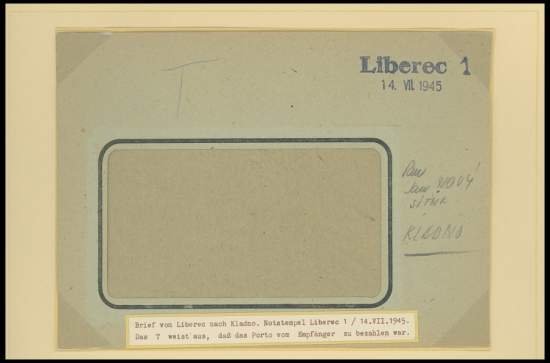 T
Liberec 1
14. VII. 1945
KLADNO
Brief von Liberec nach Kladno. Notstempel Liberec 1 / 14.VII.1945.
Das T weist aus, daß das Porto vom Empfänger zu bezahlen war.